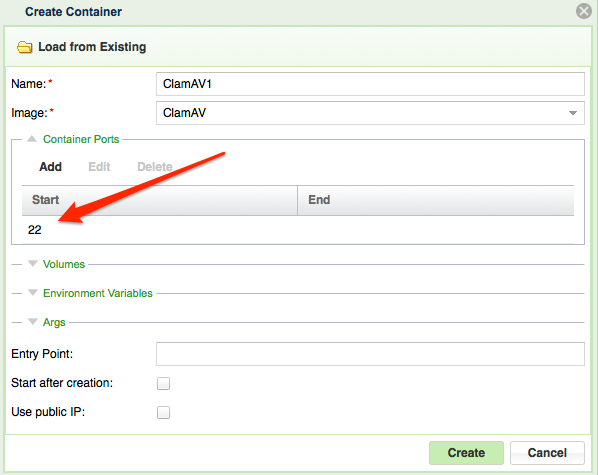 Create Container
Load from Existing
Name:* ClamAV1
Image:* ClamAV
Container Ports
Add Edit Delete
Start End
22
Volumes
Environment Variables
Args
Entry Point:
Start after creation:
Use public IP:
Create Cancel